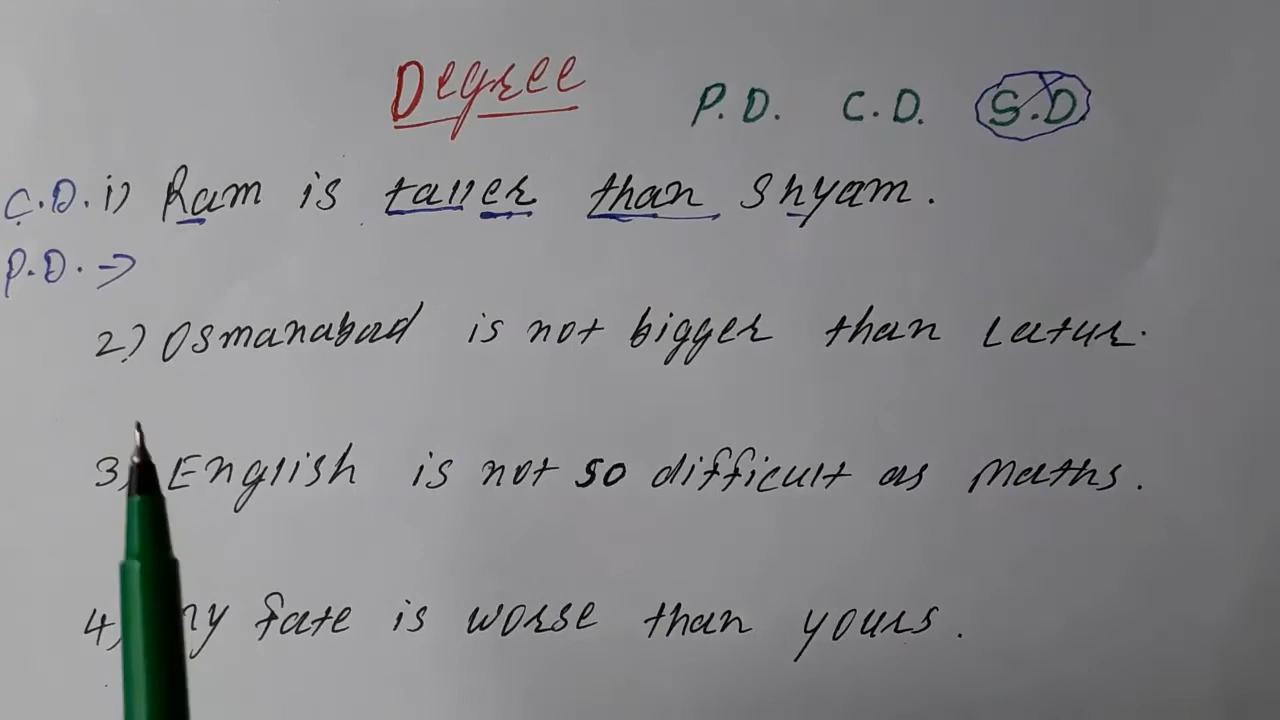 Degree P.D. C.D. S.D
C.D. 1) Ram is taller than Shyam.
P.D. →
2) Osmanabad is not bigger than Latur.
3) English is not so difficult as Maths.
4) my fate is worse than yours.